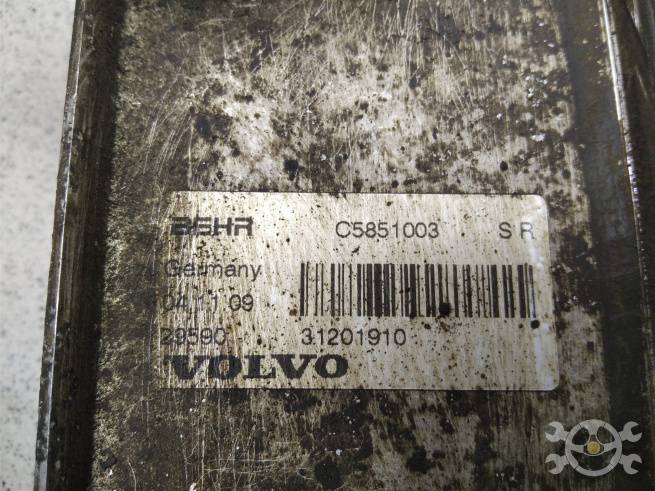 BEHR C5851003 S R
Germany
04.11.09
29590 31201910
VOLVO